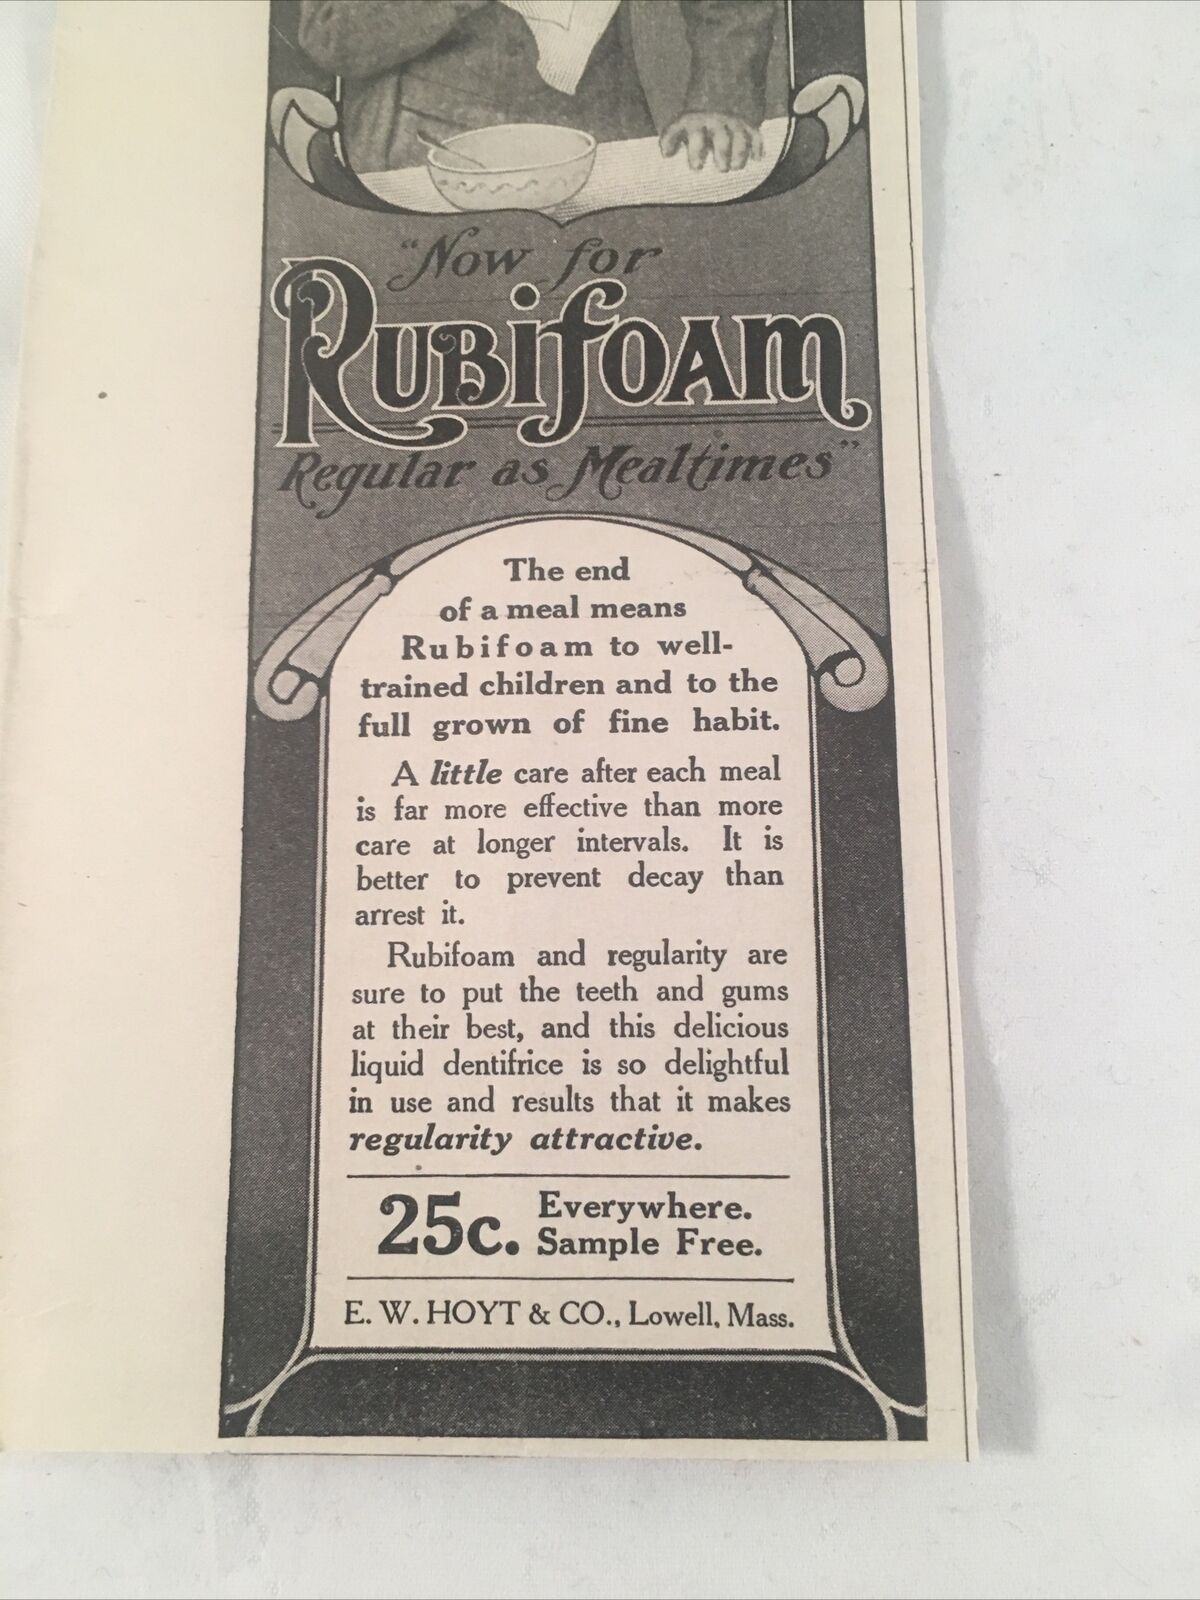 "Now for
RUBifOAM
Regular as Mealtimes"
The end
of a meal means
Rubifoam to well-
trained children and to the
full grown of fine habit.
A little care after each meal
is far more effective than more
care at longer intervals. It is
better to prevent decay than
arrest it.
Rubifoam and regularity are
sure to put the teeth and gums
at their best, and this delicious
liquid dentifrice is so delightful
in use and results that it makes
regularity attractive.
25c. Everywhere.
Sample Free.
E. W. HOYT & CO., Lowell, Mass.